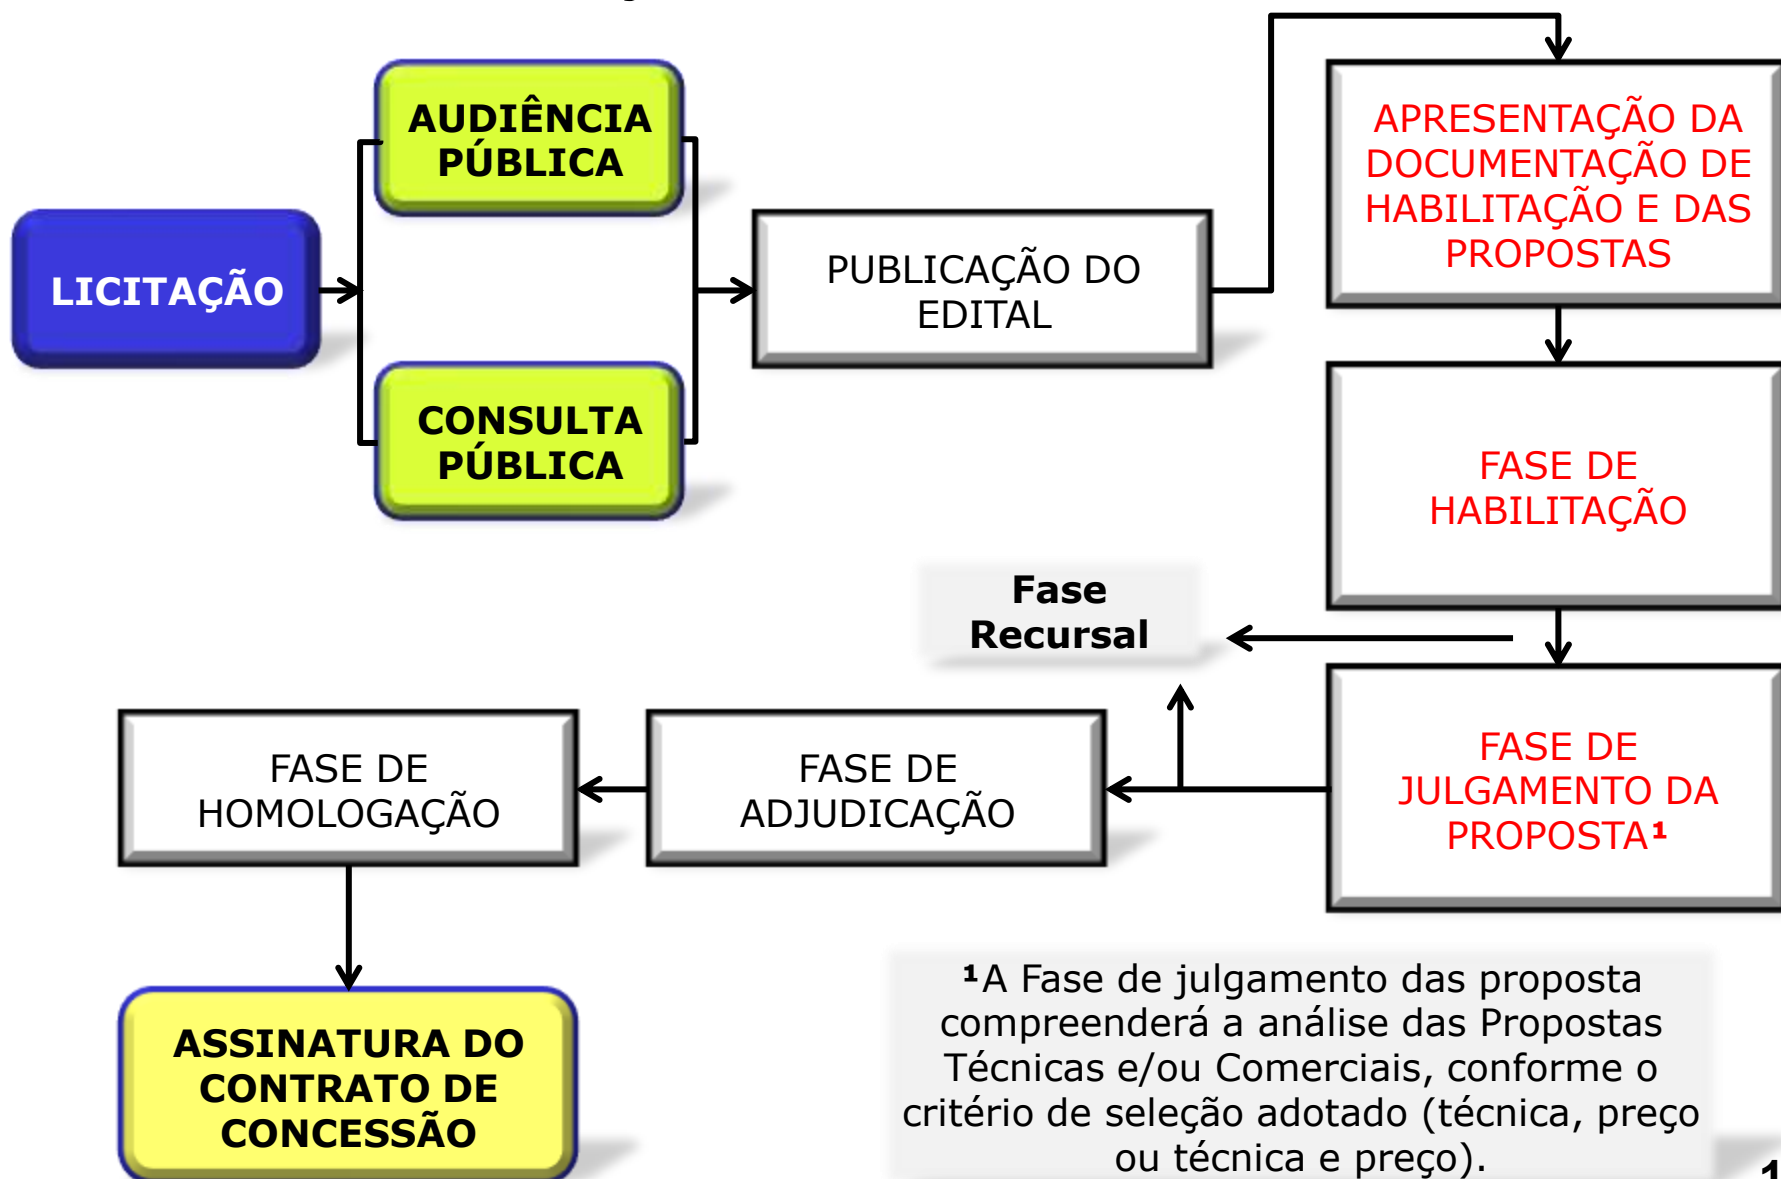 LICITAÇÃO
AUDIÊNCIA
PÚBLICA
CONSULTA
PÚBLICA
PUBLICAÇÃO DO
EDITAL
APRESENTAÇÃO DA
DOCUMENTAÇÃO DE
HABILITAÇÃO E DAS
PROPOSTAS
FASE DE
HABILITAÇÃO
Fase
Recursal
FASE DE
JULGAMENTO DA
PROPOSTA¹
FASE DE
ADJUDICAÇÃO
FASE DE
HOMOLOGAÇÃO
ASSINATURA DO
CONTRATO DE
CONCESSÃO
¹A Fase de julgamento das proposta
compreenderá a análise das Propostas
Técnicas e/ou Comerciais, conforme o
critério de seleção adotado (técnica, preço
ou técnica e preço).